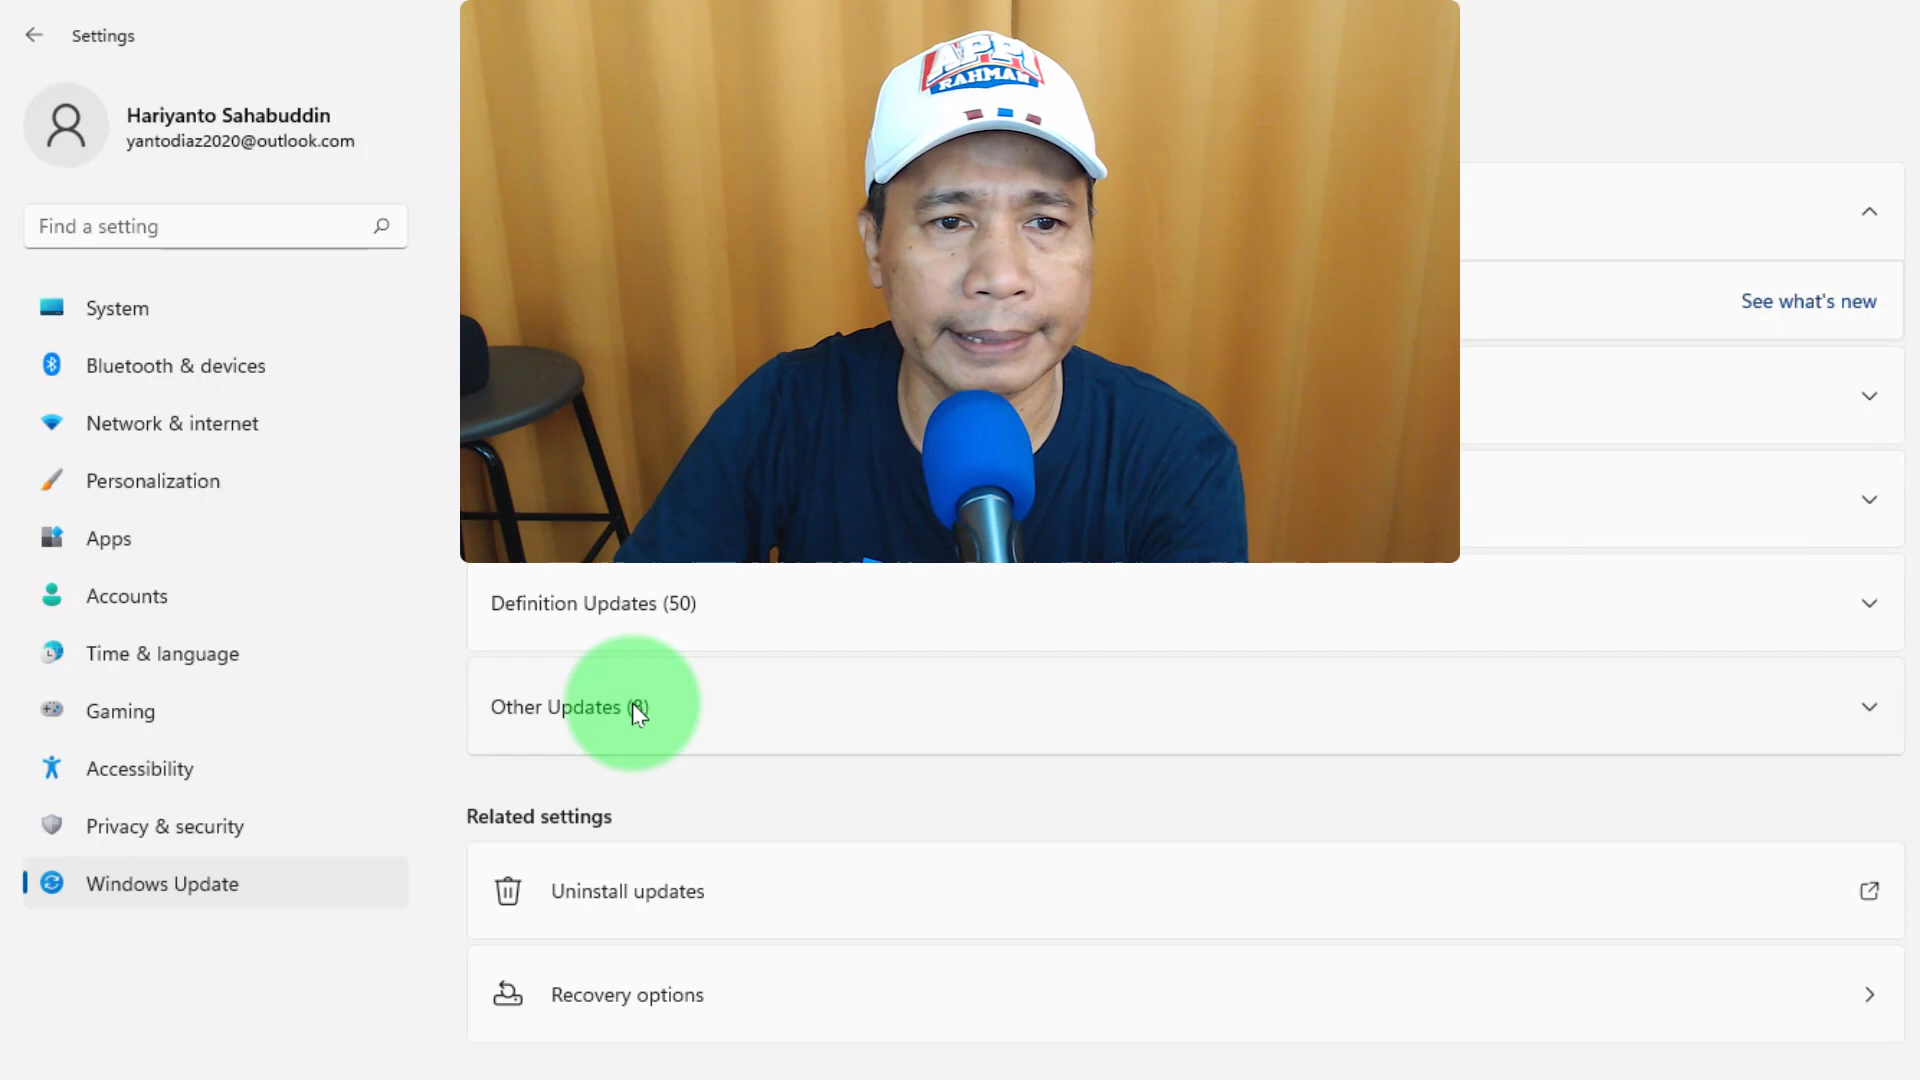 Settings
Hariyanto Sahabuddin
yantodiaz2020@outlook.com
Find a setting
System
Bluetooth & devices
Network & internet
Personalization
Apps
Accounts
Time & language
Gaming
Accessibility
Privacy & security
Windows Update
APPI
RAHMAN
See what's new
Definition Updates (50)
Other Updates
Related settings
Uninstall updates
Recovery options